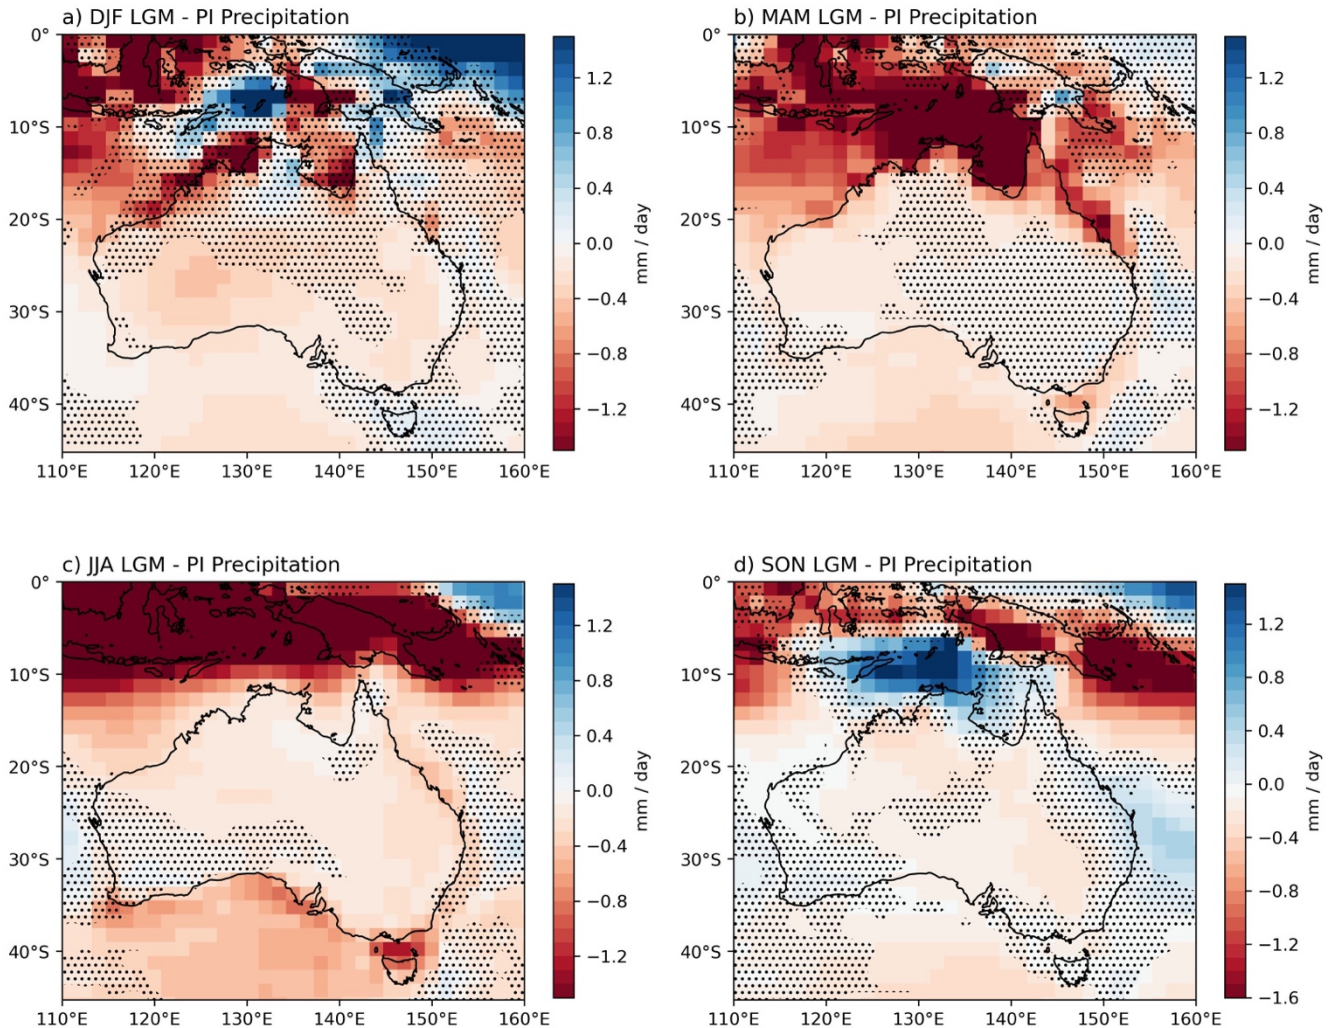 a) DJF LGM - PI Precipitation
0°
10°S
20°S
30°S
40°S
110°E 120°E 130°E 140°E 150°E 160°E
1.2
0.8
0.4
0.0
−0.4
−0.8
−1.2
mm / day
b) MAM LGM - PI Precipitation
0°
10°S
20°S
30°S
40°S
110°E 120°E 130°E 140°E 150°E 160°E
1.2
0.8
0.4
0.0
−0.4
−0.8
−1.2
mm / day
c) JJA LGM - PI Precipitation
0°
10°S
20°S
30°S
40°S
110°E 120°E 130°E 140°E 150°E 160°E
1.2
0.8
0.4
0.0
−0.4
−0.8
−1.2
mm / day
d) SON LGM - PI Precipitation
0°
10°S
20°S
30°S
40°S
110°E 120°E 130°E 140°E 150°E 160°E
1.2
0.8
0.4
0.0
−0.4
−0.8
−1.2
−1.6
mm / day